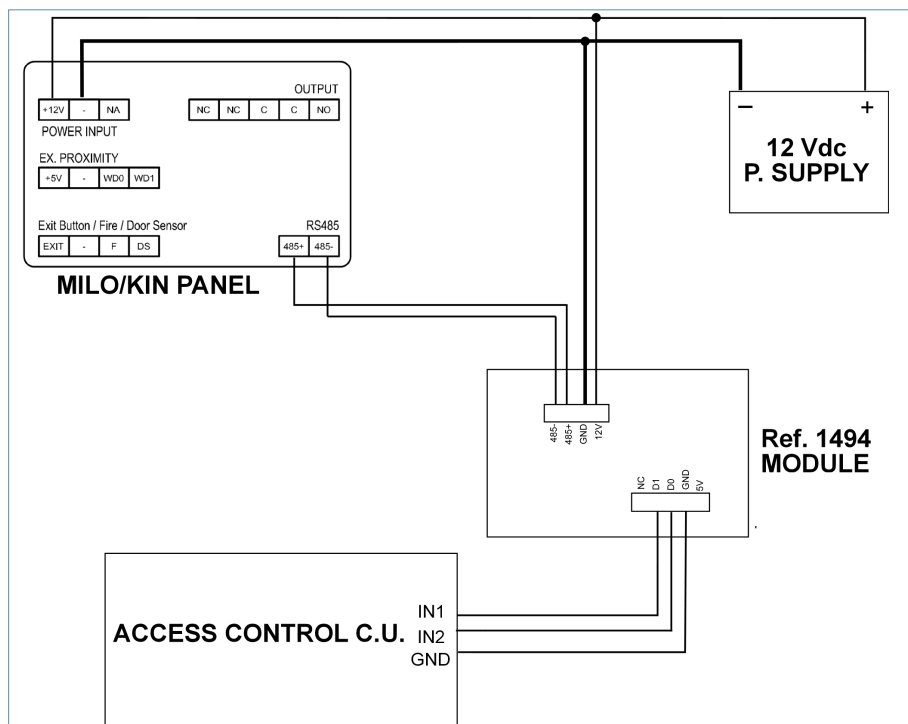 OUTPUT
+12V - NA
NC NC C C NO
POWER INPUT
EX. PROXIMITY
+5V - WD0 WD1
Exit Button / Fire / Door Sensor
RS485
EXIT - F DS
485+ 485-
MILO/KIN PANEL
− +
12 Vdc
P. SUPPLY
485-
485+
GND
12V
Ref. 1494
MODULE
NC
D1
D0
GND
5V
ACCESS CONTROL C.U.
IN1
IN2
GND